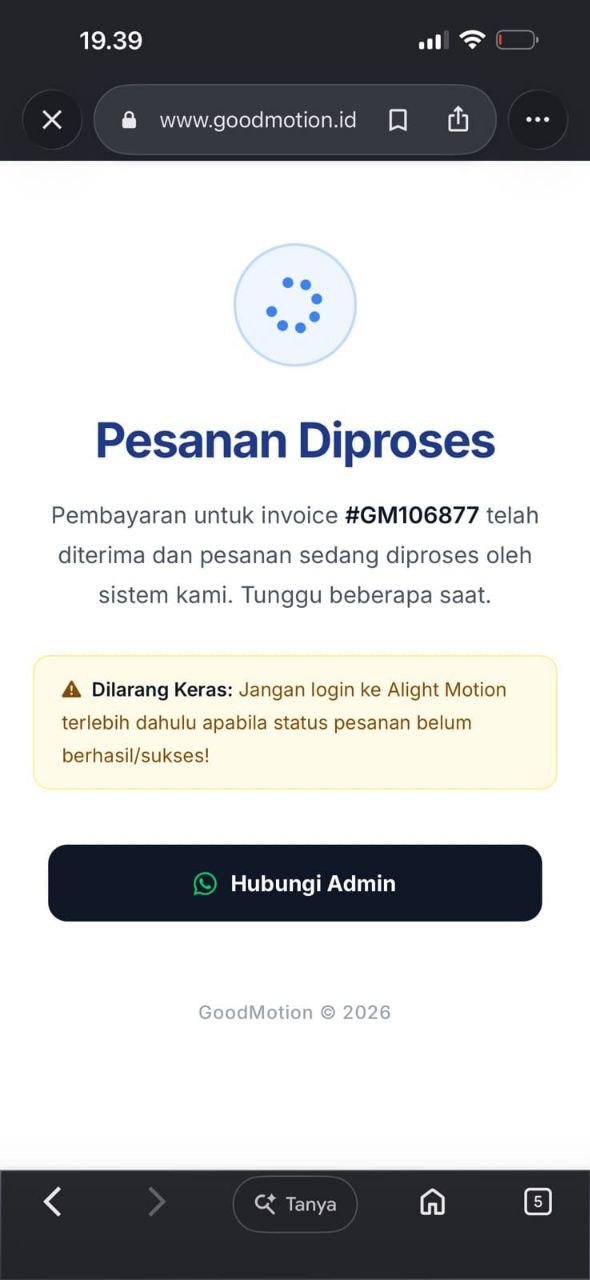 19.39
www.goodmotion.id
Pesanan Diproses
Pembayaran untuk invoice #GM106877 telah
diterima dan pesanan sedang diproses oleh
sistem kami. Tunggu beberapa saat.
Dilarang Keras: Jangan login ke Alight Motion
terlebih dahulu apabila status pesanan belum
berhasil/sukses!
Hubungi Admin
GoodMotion © 2026
Tanya
5